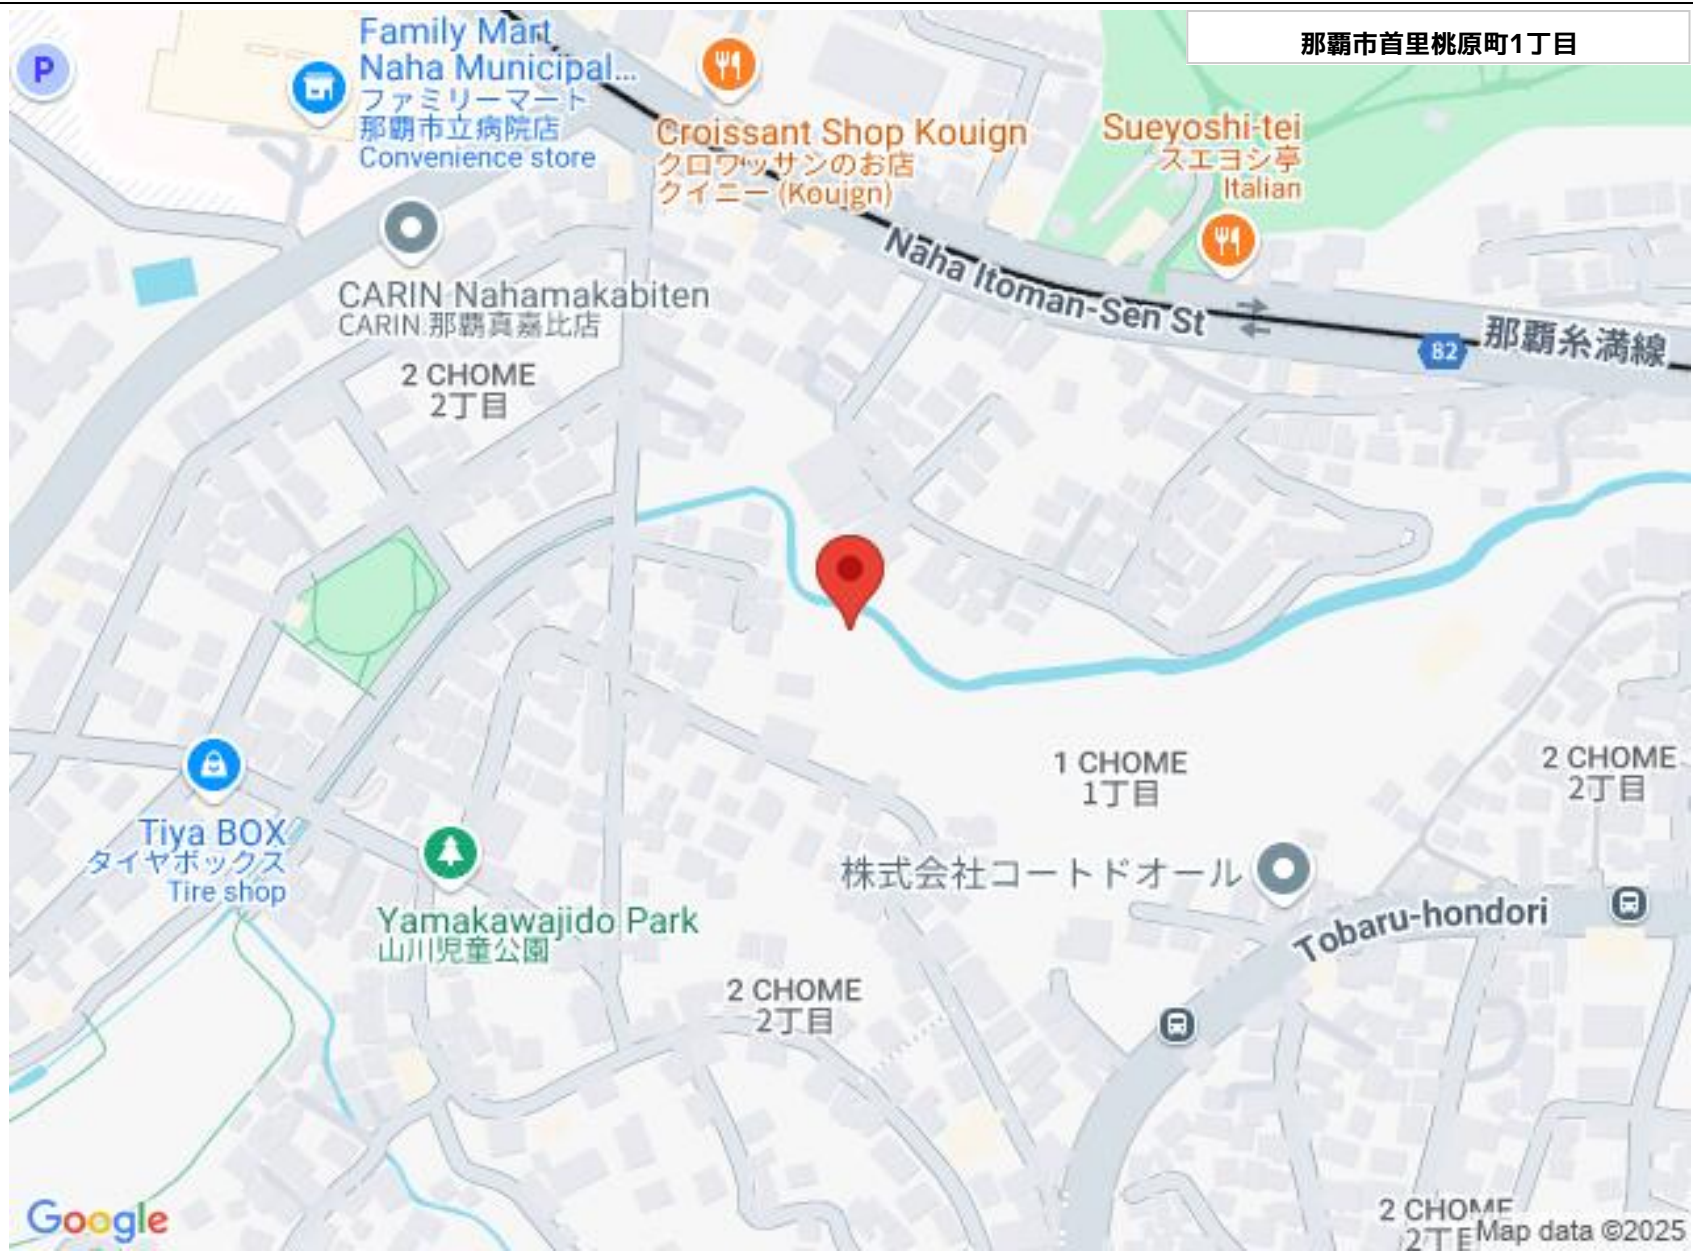 那覇市首里桃原町1丁目
P
Family Mart
Naha Municipal...
ファミリーマート
那覇市立病院店
Convenience store
Croissant Shop Kouign
クロワッサンのお店
クイニー (Kouign)
Sueyoshi-tei
スエヨシ亭
Italian
CARIN Nahamakabiten
CARIN 那覇真嘉比店
Naha Itoman-Sen St
82
那覇糸満線
2 CHOME
2丁目
1 CHOME
1丁目
2 CHOME
2丁目
Tiya BOX
タイヤボックス
Tire shop
株式会社コートドオール
Yamakawajido Park
山川児童公園
Tobaru-hondori
2 CHOME
2丁目
2 CHOME
2丁目
Google
Map data ©2025